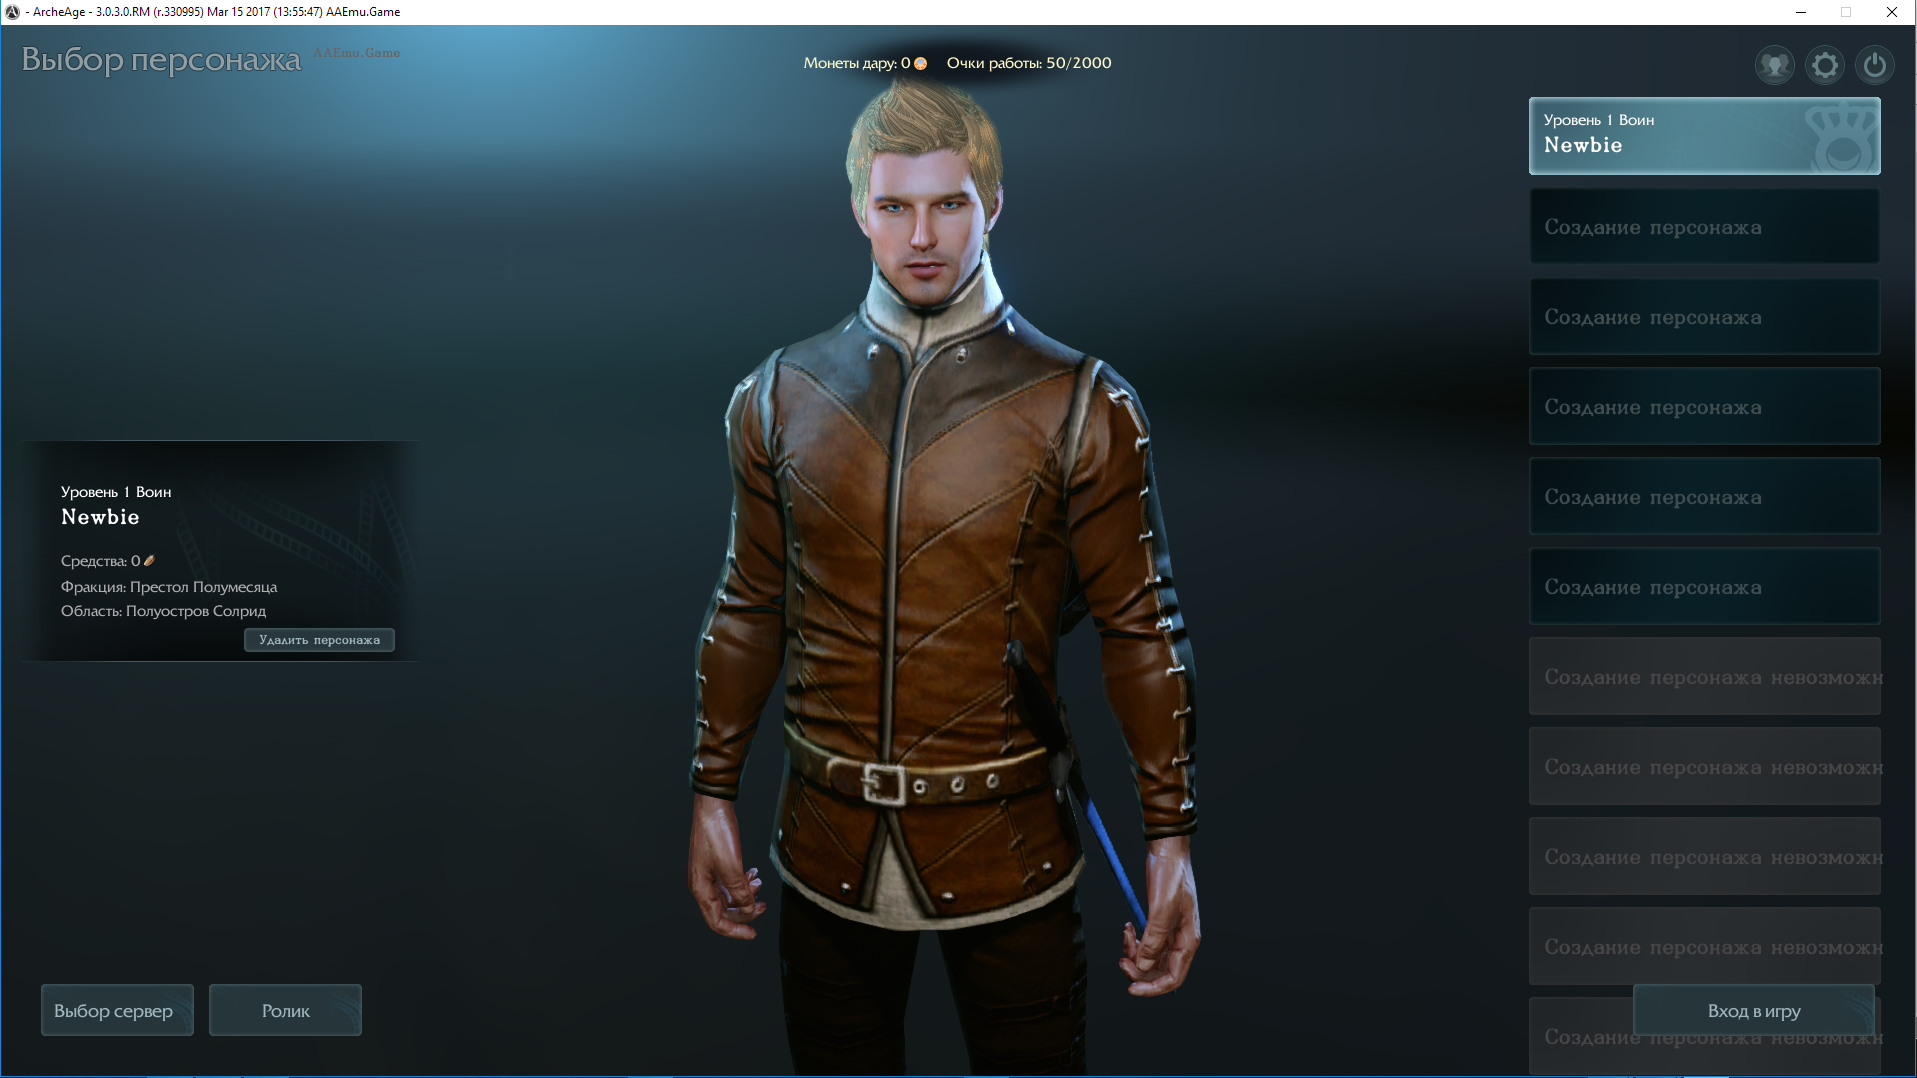 - ArcheAge - 3.0.3.0.RM (r.330995) Mar 15 2017 (13:55:47) AAEmu.Game
Выбор персонажа
AAEmu.Game
Монеты дару: 0
Очки работы: 50/2000
Уровень 1 Воин
Newbie
Создание персонажа
Создание персонажа
Создание персонажа
Создание персонажа
Создание персонажа
Создание персонажа невозможн
Создание персонажа невозможн
Создание персонажа невозможн
Создание персонажа невозможн
Создание персонажа невозможн
Уровень 1 Воин
Newbie
Средства: 0
Фракция: Престол Полумесяца
Область: Полуостров Солрид
Удалить персонажа
Выбор сервер
Ролик
Вход в игру